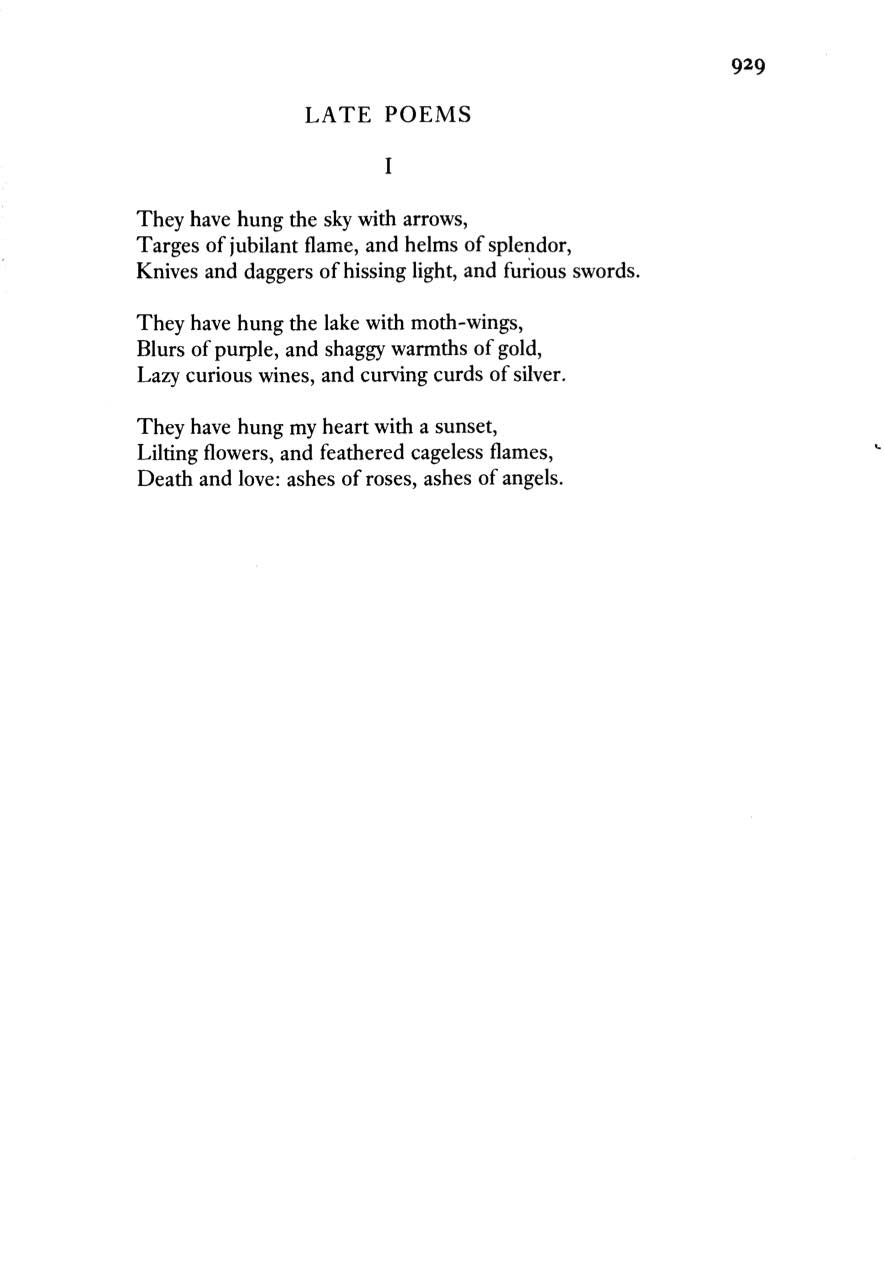 929
LATE POEMS
I
They have hung the sky with arrows,
Targes of jubilant flame, and helms of splendor,
Knives and daggers of hissing light, and furious swords.
They have hung the lake with moth-wings,
Blurs of purple, and shaggy warmths of gold,
Lazy curious wines, and curving curds of silver.
They have hung my heart with a sunset,
Lilting flowers, and feathered cageless flames,
Death and love: ashes of roses, ashes of angels.